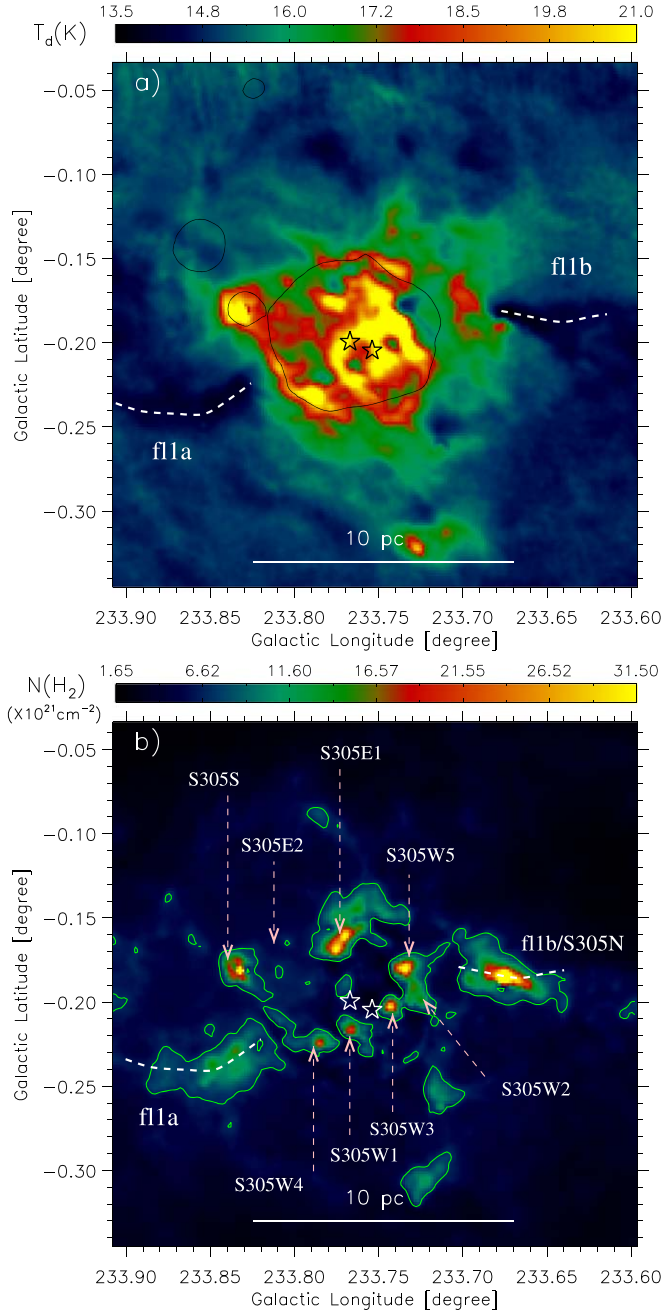 T_d(K)
13.5 14.8 16.0 17.2 18.5 19.8 21.0
a)
−0.05
−0.10
−0.15
fl1b
−0.20
Galactic Latitude [degree]
−0.25
fl1a
−0.30
10 pc
233.90 233.85 233.80 233.75 233.70 233.65 233.60
Galactic Longitude [degree]
N(H_2)
(X10^21cm^−2)
1.65 6.62 11.60 16.57 21.55 26.52 31.50
b)
−0.05
S305E1
S305S
−0.10
S305E2
S305W5
−0.15
fl1b/S305N
−0.20
Galactic Latitude [degree]
S305W2
−0.25
fl1a
S305W3
S305W1
S305W4
−0.30
10 pc
233.90 233.85 233.80 233.75 233.70 233.65 233.60
Galactic Longitude [degree]